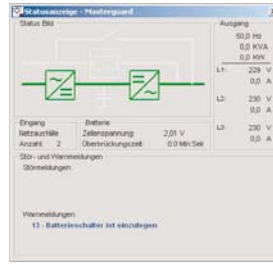 Statusanzeige - Masterguard
Status Bild
Ausgang
50,0 Hz
0,0 KVA
0,0 KW
L1: 229 V
0,0 A
L2: 230 V
0,0 A
L3: 230 V
0,0 A
Eingang
Netzausfälle
Anzahl: 2
Batterie
Zellenspannung: 2,01 V
Überbrückungszeit: 0.0 Min:Sek
Stör- und Warnmeldungen
Störmeldungen:
Warnmeldungen:
13 - Batterieschalter ist einzulegen